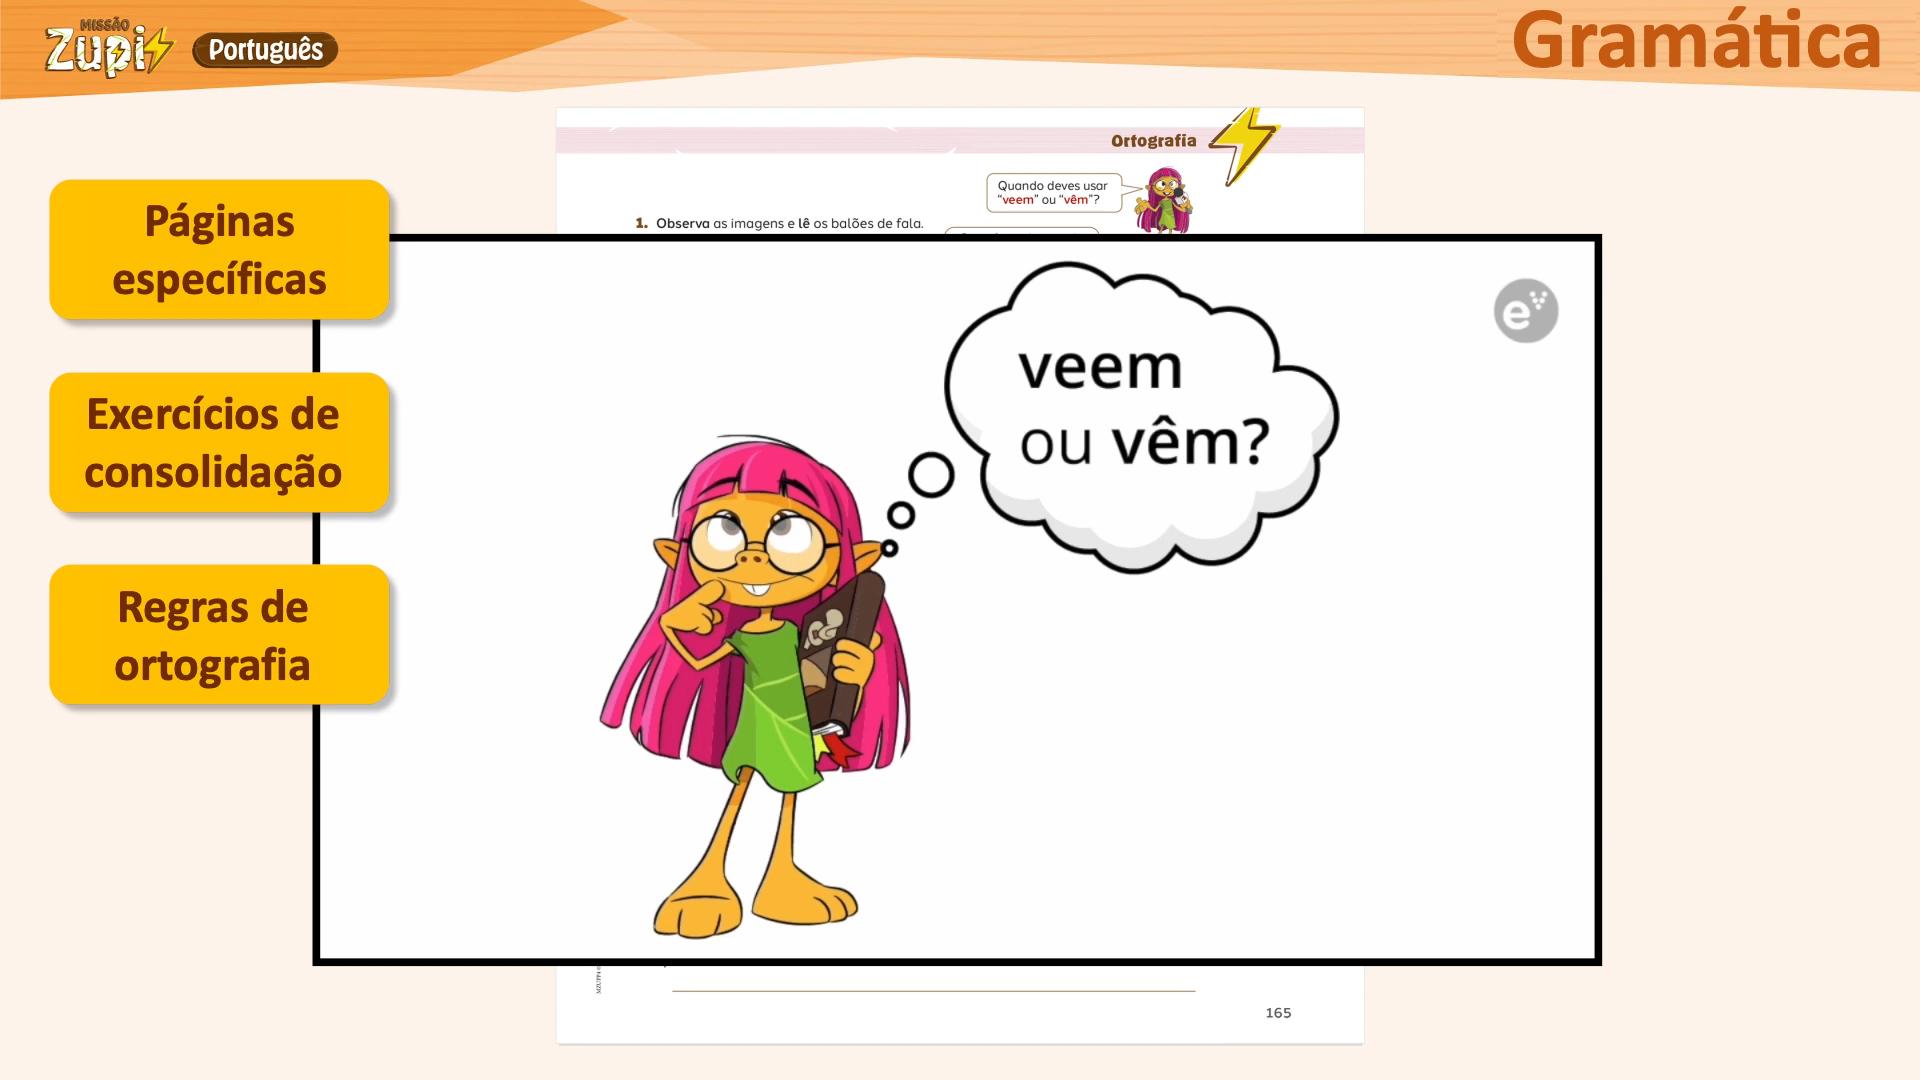 MISSÃO
Zupi
Português
Gramática
Ortografia
Quando deves usar
"veem" ou "vêm"?
1. Observa as imagens e lê os balões de fala.
Páginas
específicas
Exercícios de
consolidação
Regras de
ortografia
veem
ou vêm?
e
165